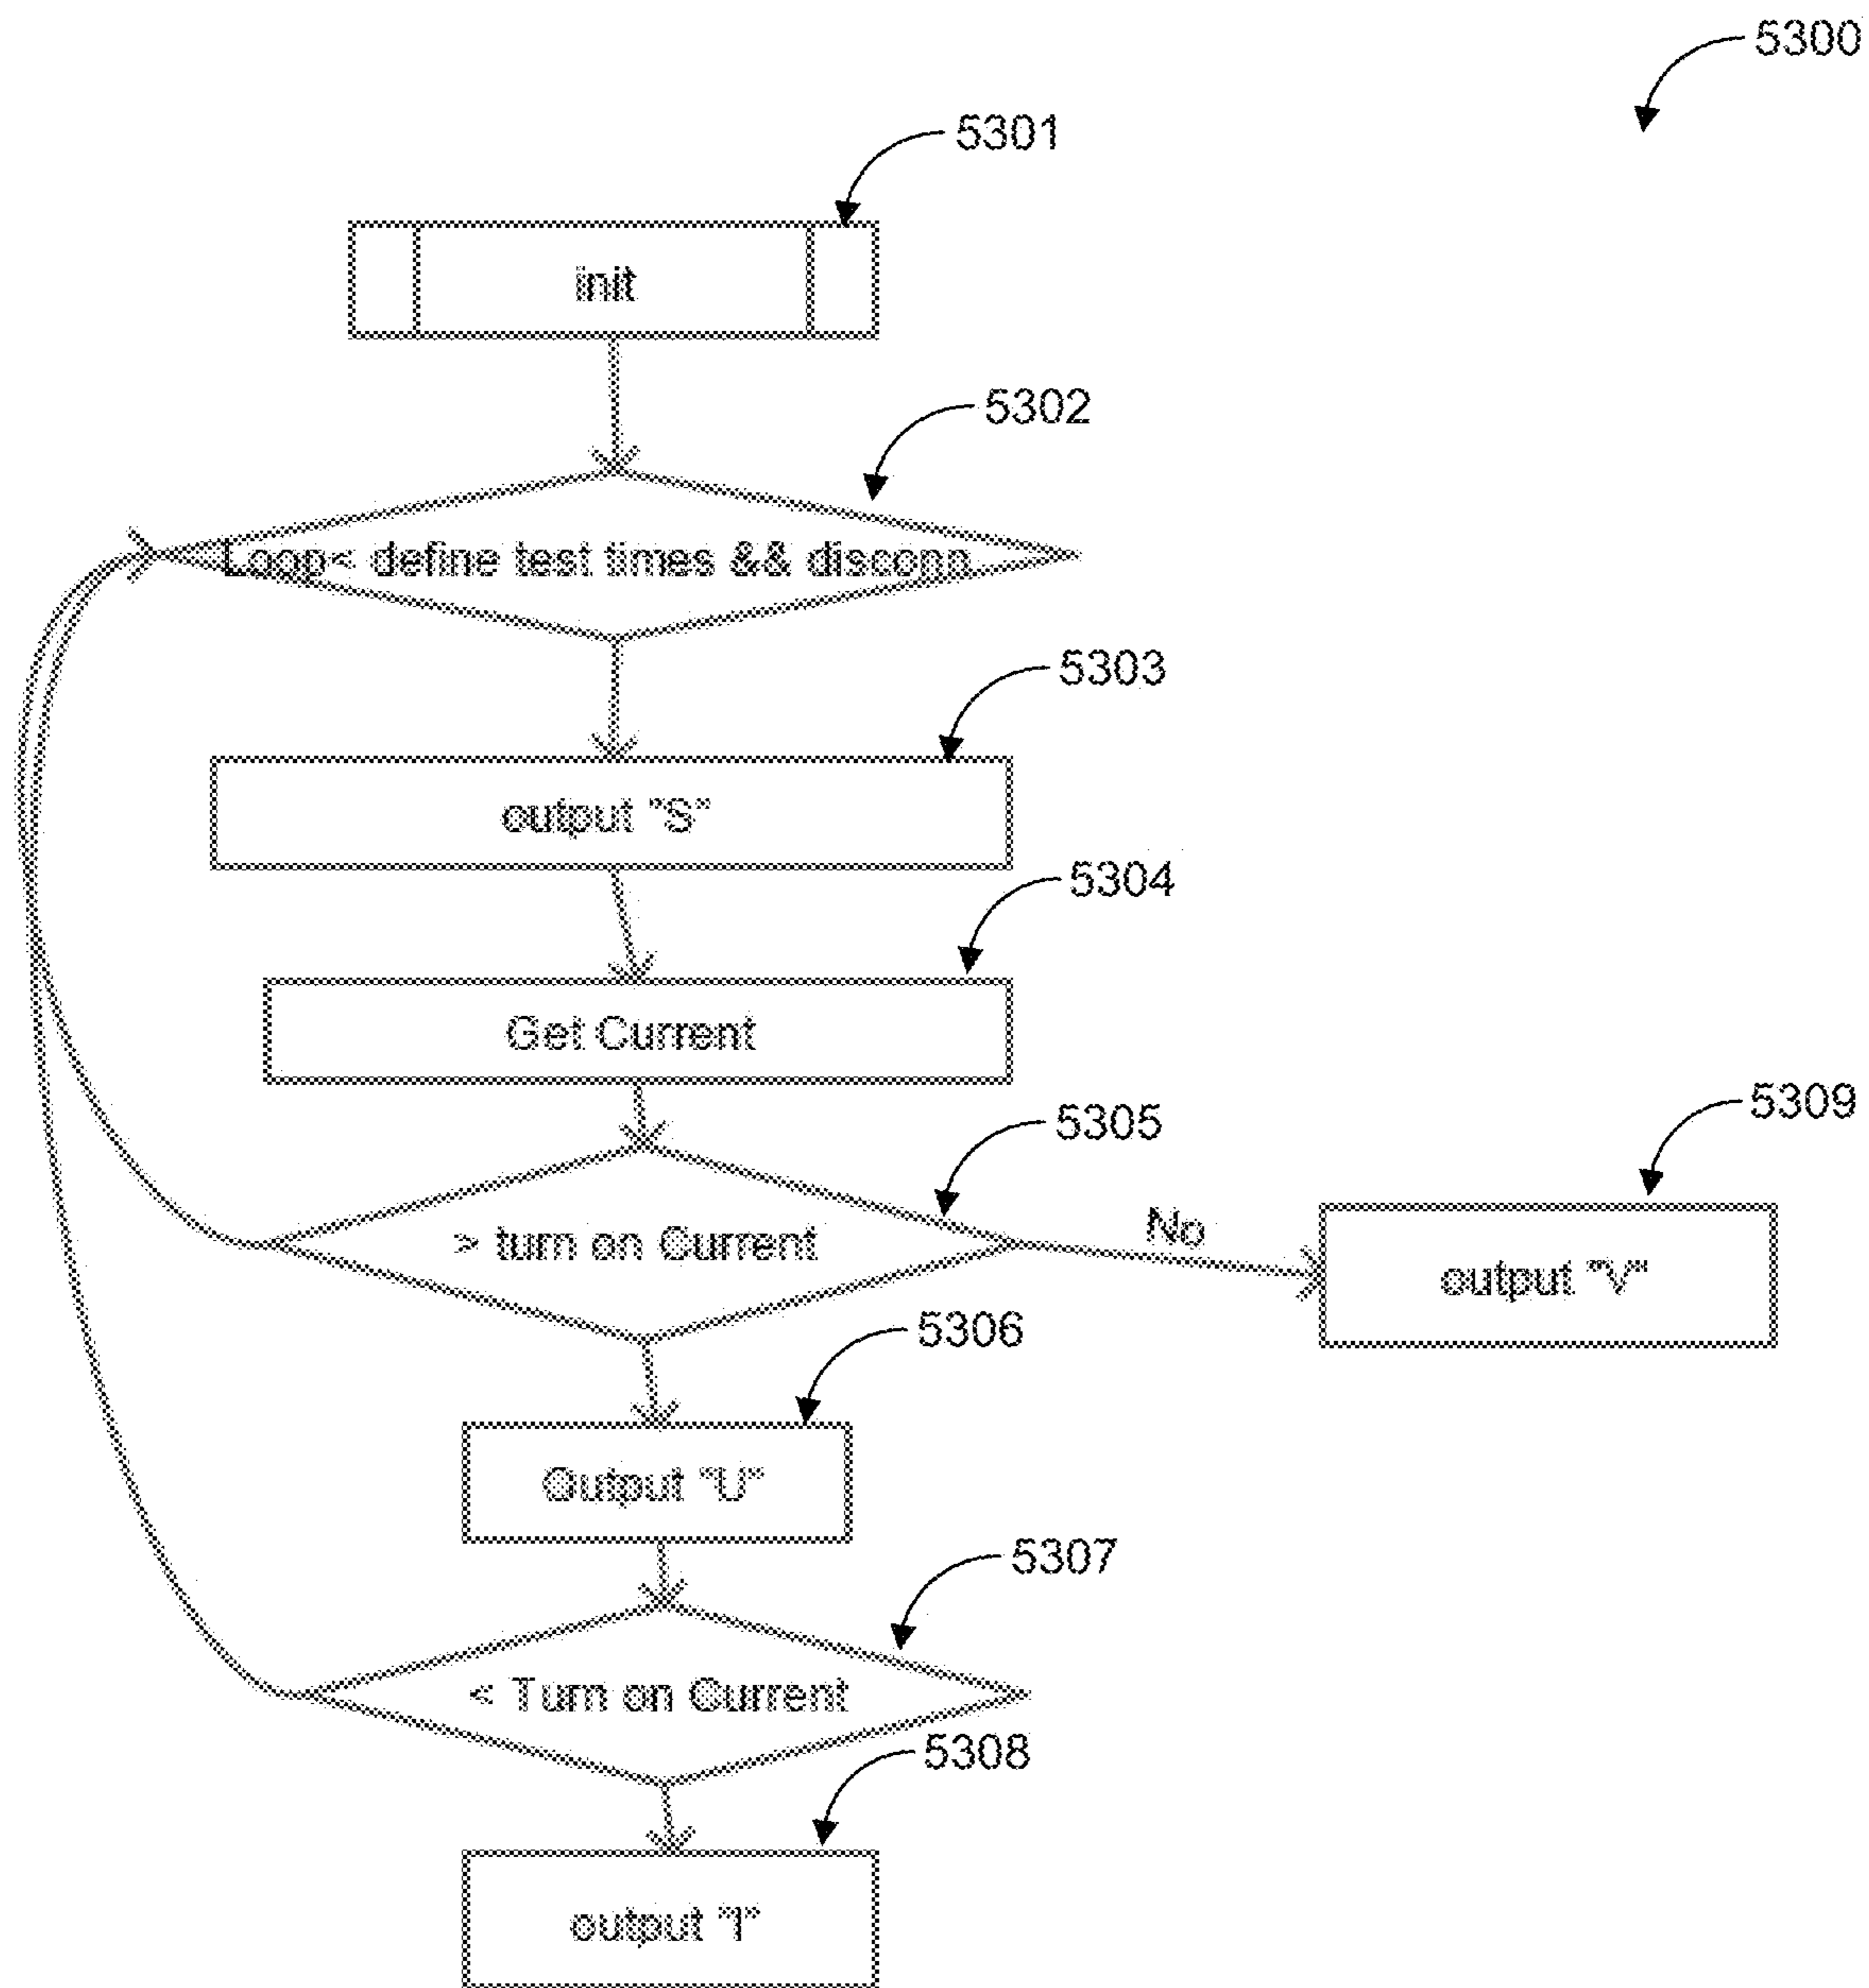 5300
5301
init
5302
Loop< define test times && disconn
5303
output "S"
5304
Get Current
5305
> turn on Current
No
5309
output "V"
5306
Output "U"
5307
< Turn on Current
5308
output "I"